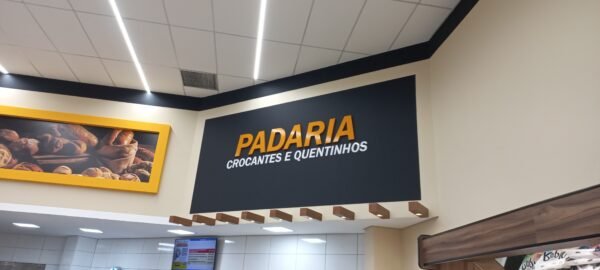 PADARIA
CROCANTES E QUENTINHOS